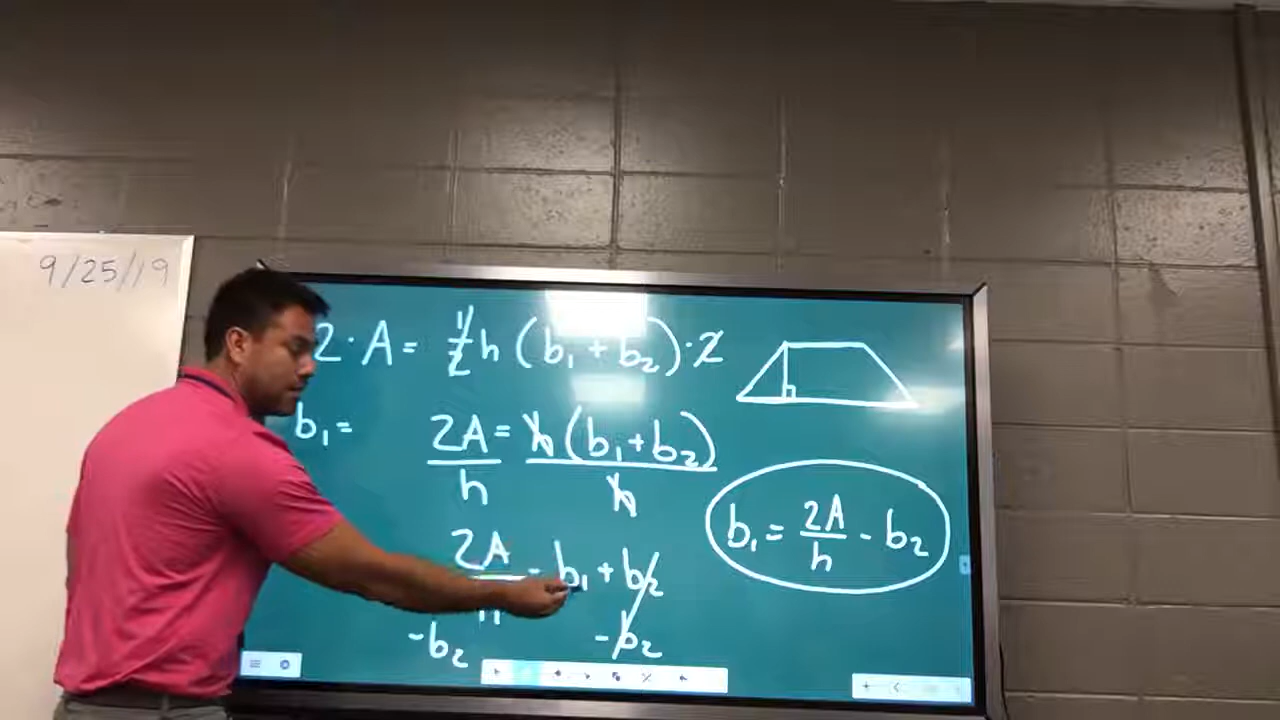 9/25/19
2 · A = 1/2 h (b₁ + b₂) · 2
b₁ =
2A = h (b₁ + b₂)
h h
h
2A = b₁ + b₂
h
-b₂ -b₂
b₁ = 2A/h - b₂